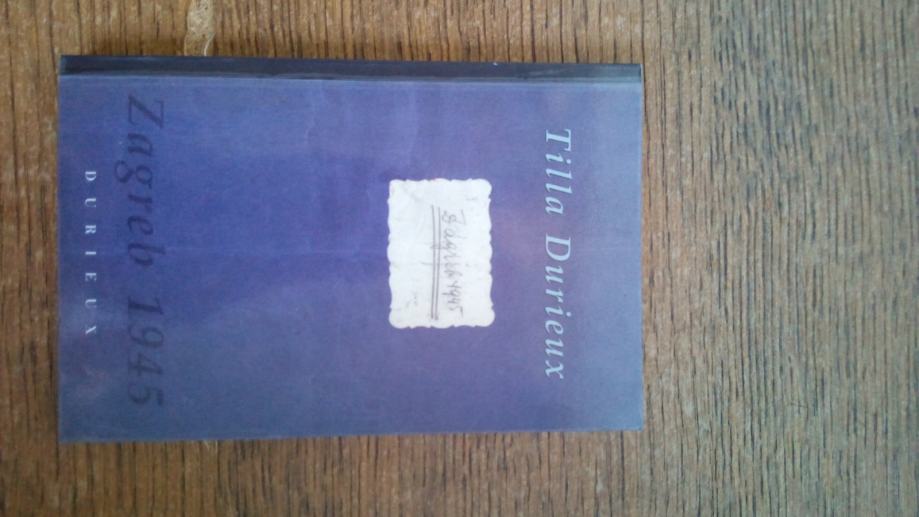 Tilla Durieux
Zagreb 1945
Zagreb 1945
DURIEUX